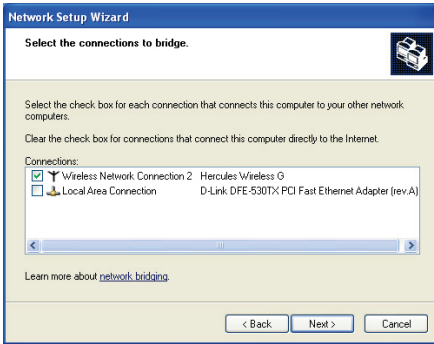 Network Setup Wizard
Select the connections to bridge.
Select the check box for each connection that connects this computer to your other network
computers.
Clear the check box for connections that connect this computer directly to the Internet.
Connections:
Wireless Network Connection 2 Hercules Wireless G
Local Area Connection D-Link DFE-530TX PCI Fast Ethernet Adapter (rev.A)
Learn more about network bridging.
< Back Next > Cancel